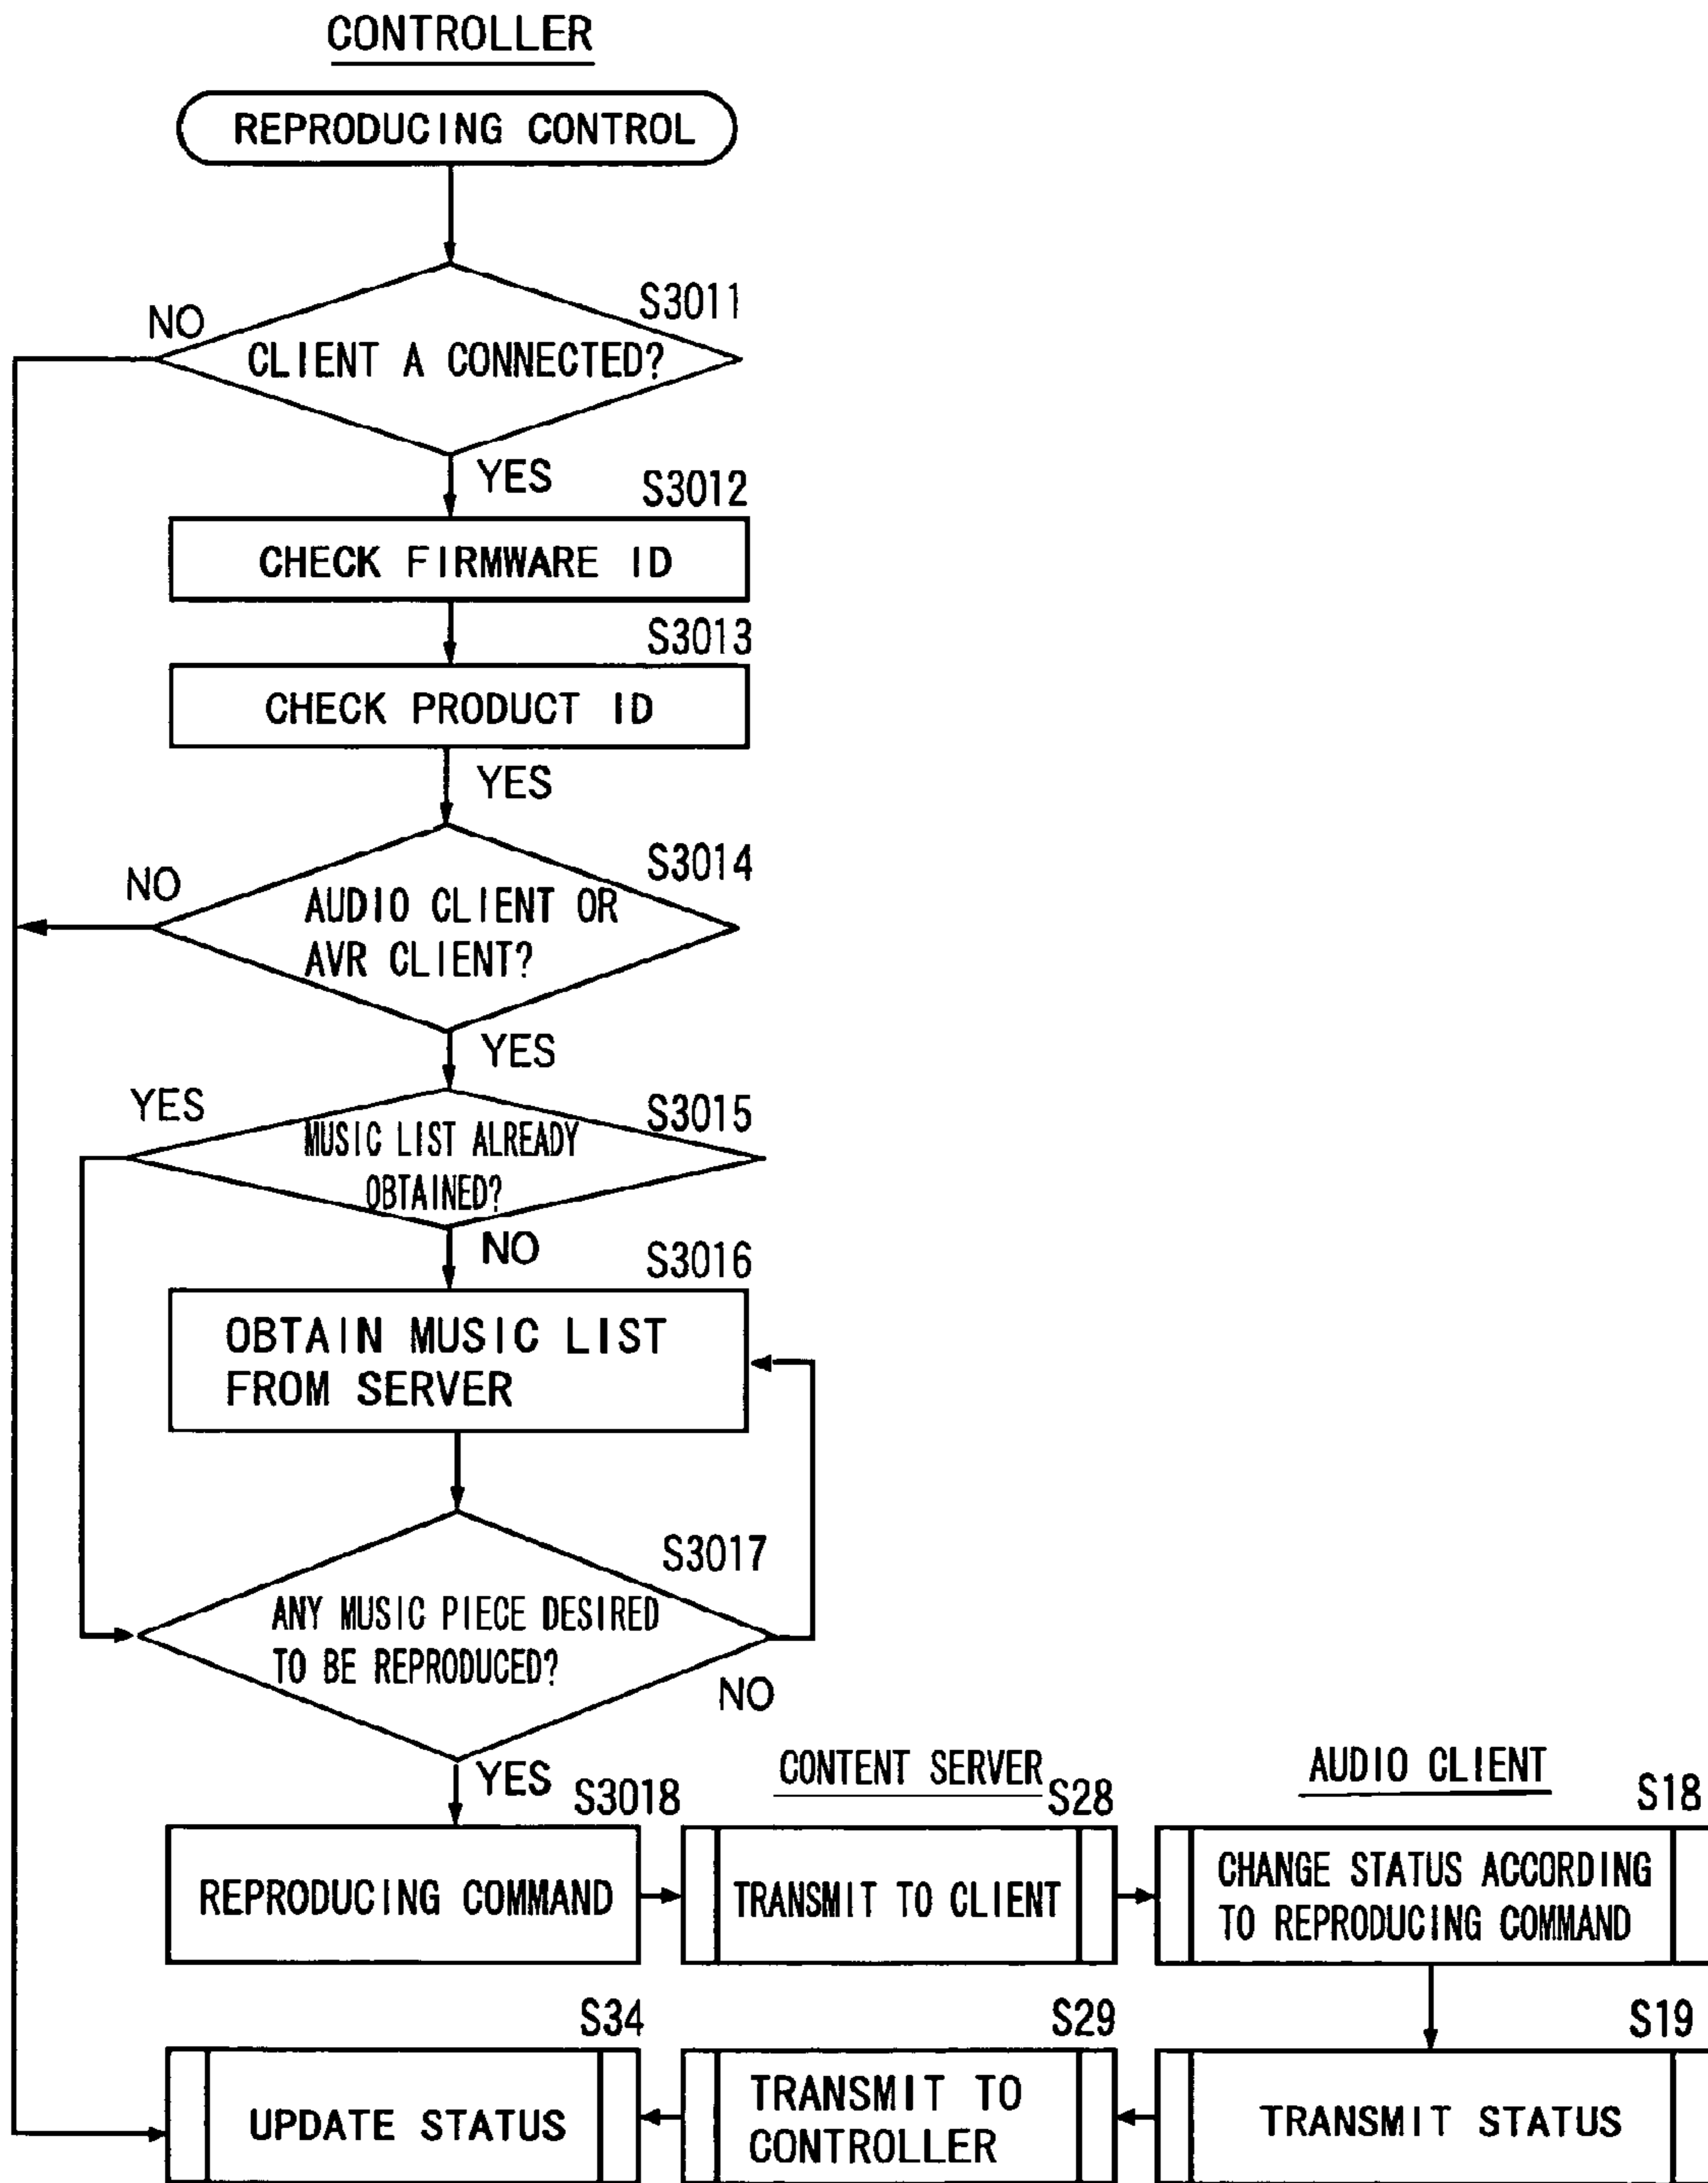 CONTROLLER
REPRODUCING CONTROL
S3011
NO
CLIENT A CONNECTED?
YES
S3012
CHECK FIRMWARE ID
S3013
CHECK PRODUCT ID
YES
S3014
NO
AUDIO CLIENT OR
AVR CLIENT?
YES
YES
S3015
MUSIC LIST ALREADY
OBTAINED?
NO
S3016
OBTAIN MUSIC LIST
FROM SERVER
S3017
ANY MUSIC PIECE DESIRED
TO BE REPRODUCED?
NO
YES
S3018
CONTENT SERVER
S28
AUDIO CLIENT
S18
REPRODUCING COMMAND
TRANSMIT TO CLIENT
CHANGE STATUS ACCORDING
TO REPRODUCING COMMAND
S34
S29
S19
UPDATE STATUS
TRANSMIT TO
CONTROLLER
TRANSMIT STATUS